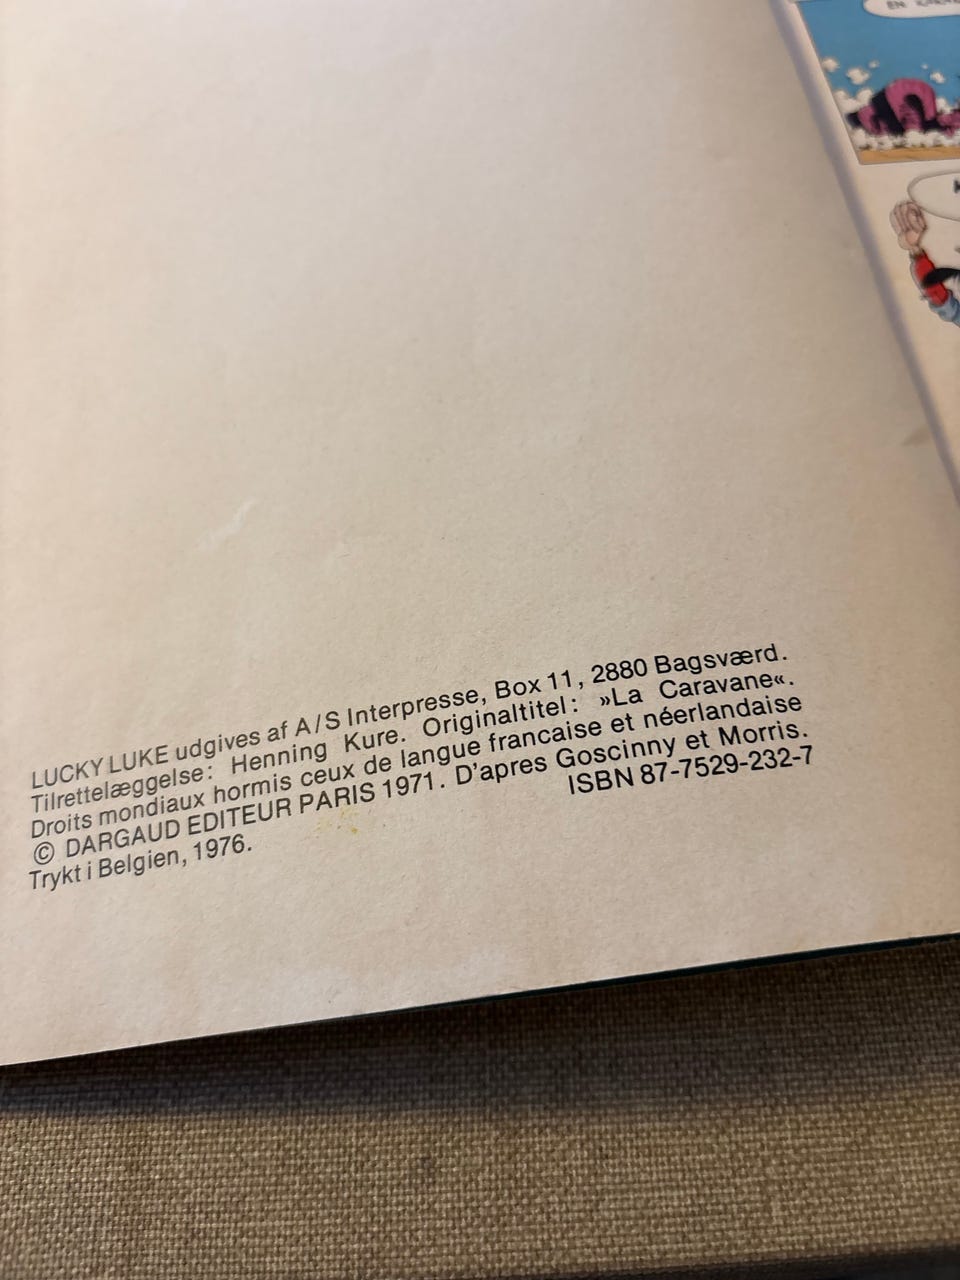 LUCKY LUKE udgives af A/S Interpresse, Box 11, 2880 Bagsværd.
Tilrettelæggelse: Henning Kure. Originaltitel: »La Caravane«.
Droits mondiaux hormis ceux de langue francaise et néerlandaise
© DARGAUD EDITEUR PARIS 1971. D'apres Goscinny et Morris.
Trykt i Belgien, 1976.
ISBN 87-7529-232-7